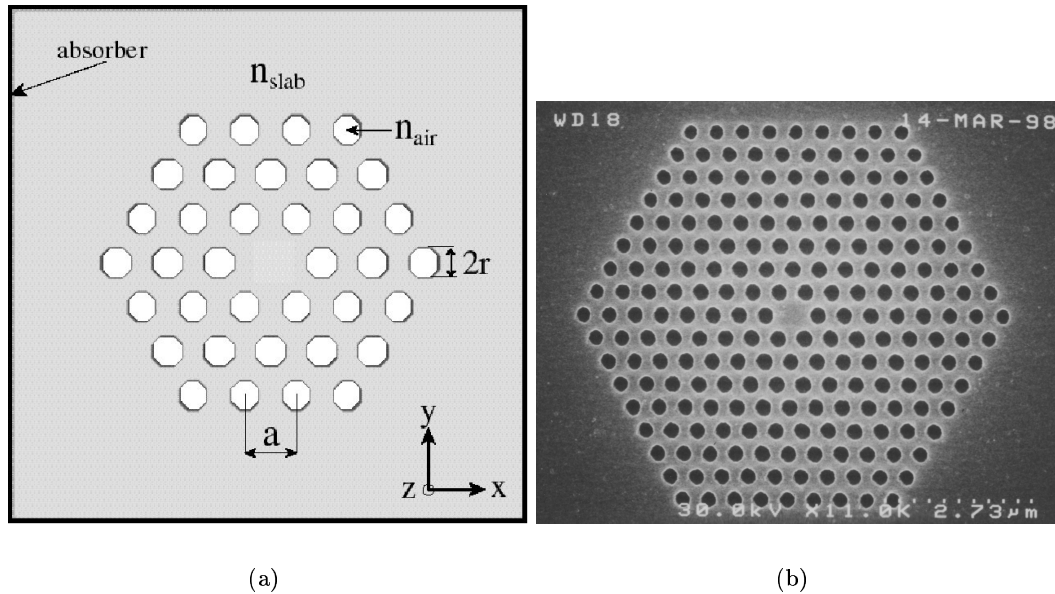 absorber
n_slab
n_air
2r
a
y
z
x
WD18
14-MAR-98
30.0kV X11.0K 2.73µm
(a)
(b)